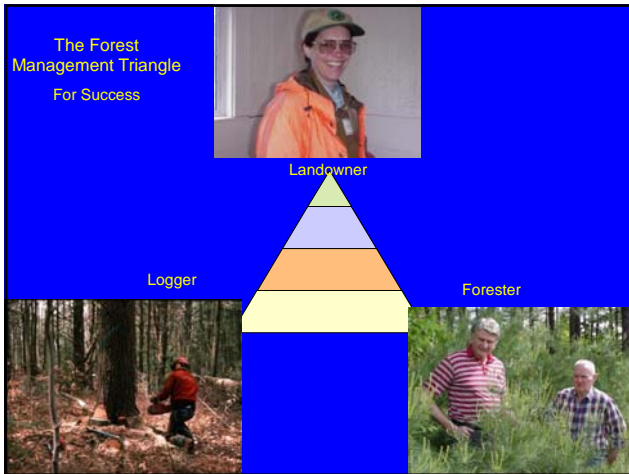 The Forest
Management Triangle
For Success
Landowner
Logger
Forester